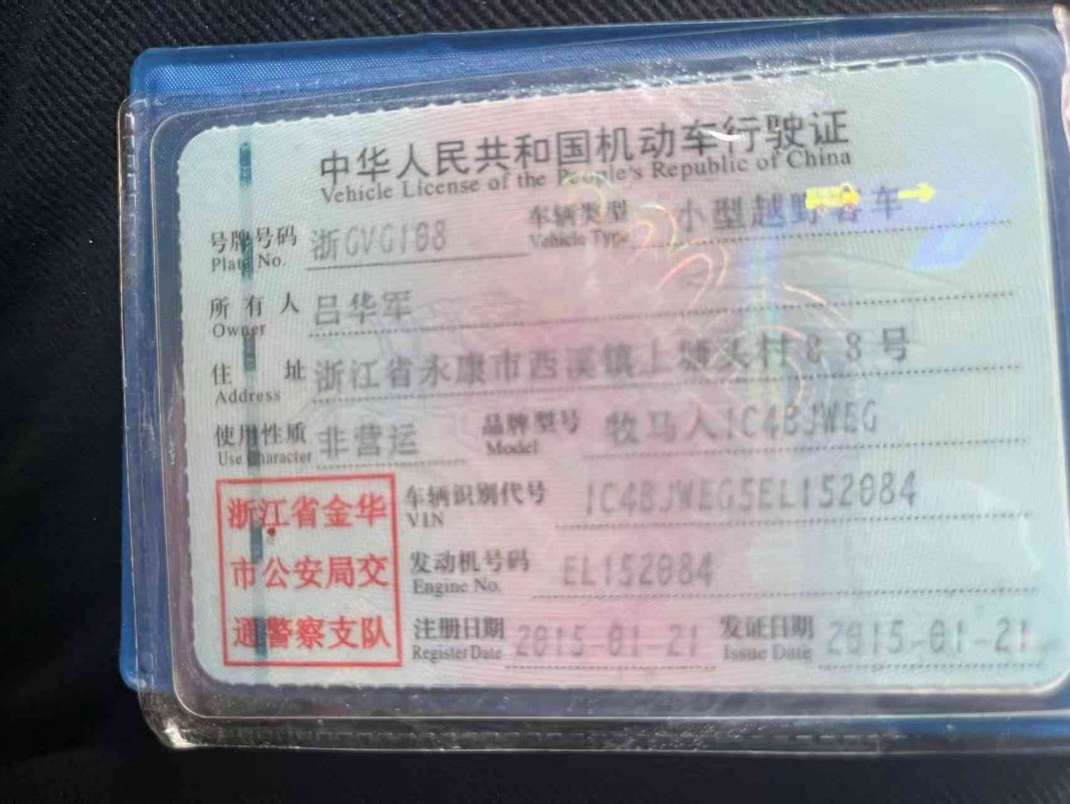 中华人民共和国机动车行驶证
Vehicle License of the People's Republic of China
号牌号码 浙GVG188 车辆类型 小型越野客车
Plate No. Vehicle Type
所有人 吕华军
Owner
住址 浙江省永康市西溪镇上塘头村88号
Address
使用性质 非营运 品牌型号 牧马人1C4BJWEG
Use Character Model
浙江省金华
市公安局交
通警察支队
车辆识别代号 1C4BJWEG5EL152084
VIN
发动机号码 EL152084
Engine No.
注册日期 2015-01-21 发证日期 2015-01-21
Register Date Issue Date